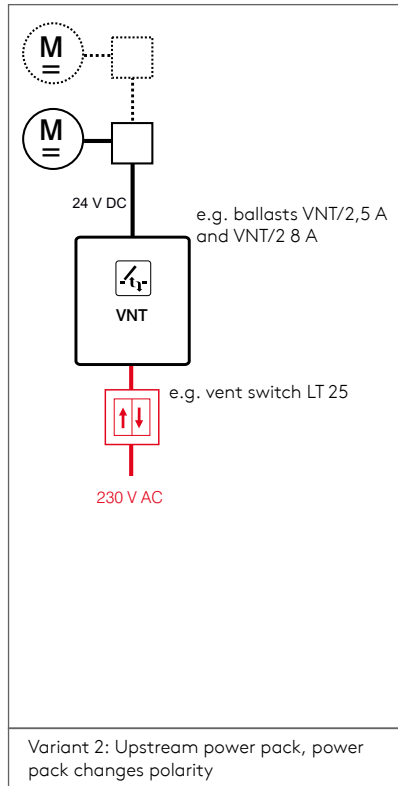 M
M
24 V DC
e.g. ballasts VNT/2,5 A
and VNT/2 8 A
t
VNT
e.g. vent switch LT 25
230 V AC
Variant 2: Upstream power pack, power
pack changes polarity